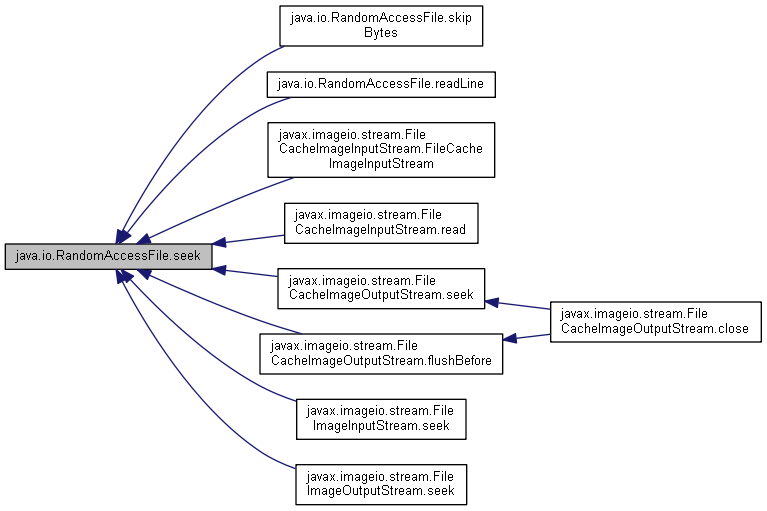 java.io.RandomAccessFile.skip
Bytes
java.io.RandomAccessFile.readLine
javax.imageio.stream.File
CacheImageInputStream.FileCache
ImageInputStream
javax.imageio.stream.File
CacheImageInputStream.read
java.io.RandomAccessFile.seek
javax.imageio.stream.File
CacheImageOutputStream.seek
javax.imageio.stream.File
CacheImageOutputStream.close
javax.imageio.stream.File
CacheImageOutputStream.flushBefore
javax.imageio.stream.File
ImageInputStream.seek
javax.imageio.stream.File
ImageOutputStream.seek